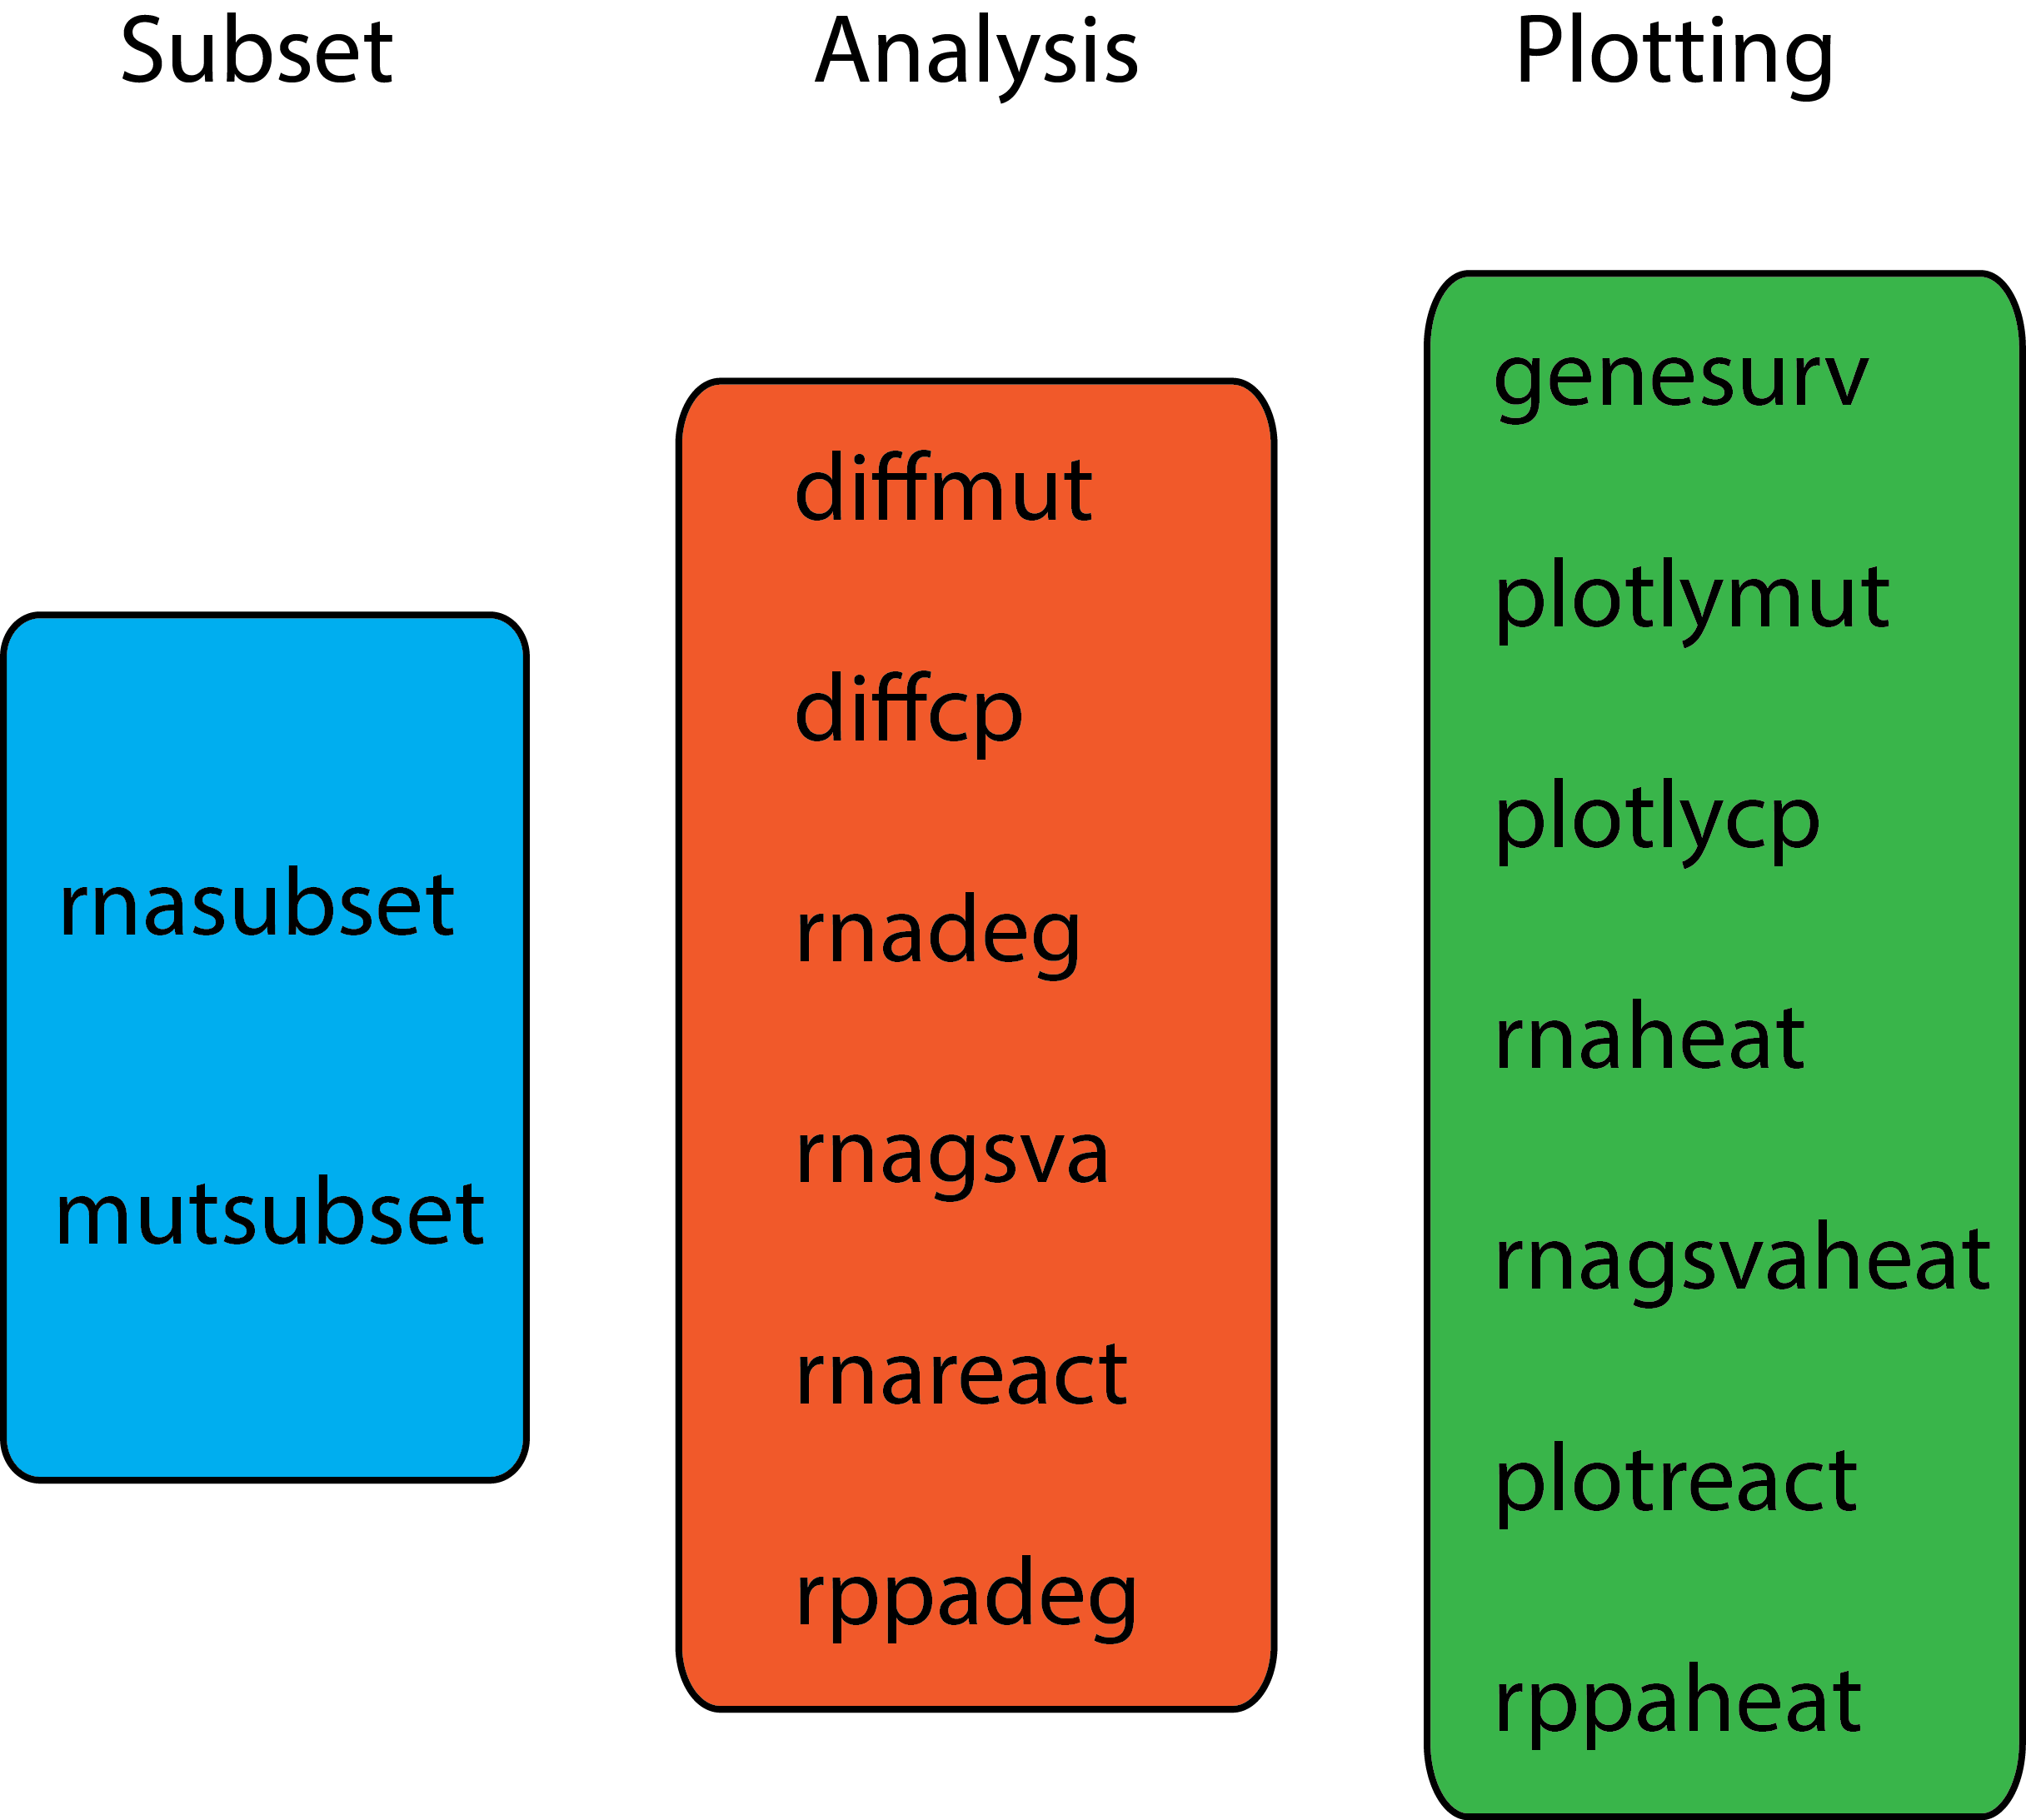 Subset
Analysis
Plotting
rnasubset
mutsubset
diffmut
diffcp
rnadeg
rnagsva
rnareact
rppadeg
genesurv
plotlymut
plotlycp
rnaheat
rnagsvaheat
plotreact
rppaheat